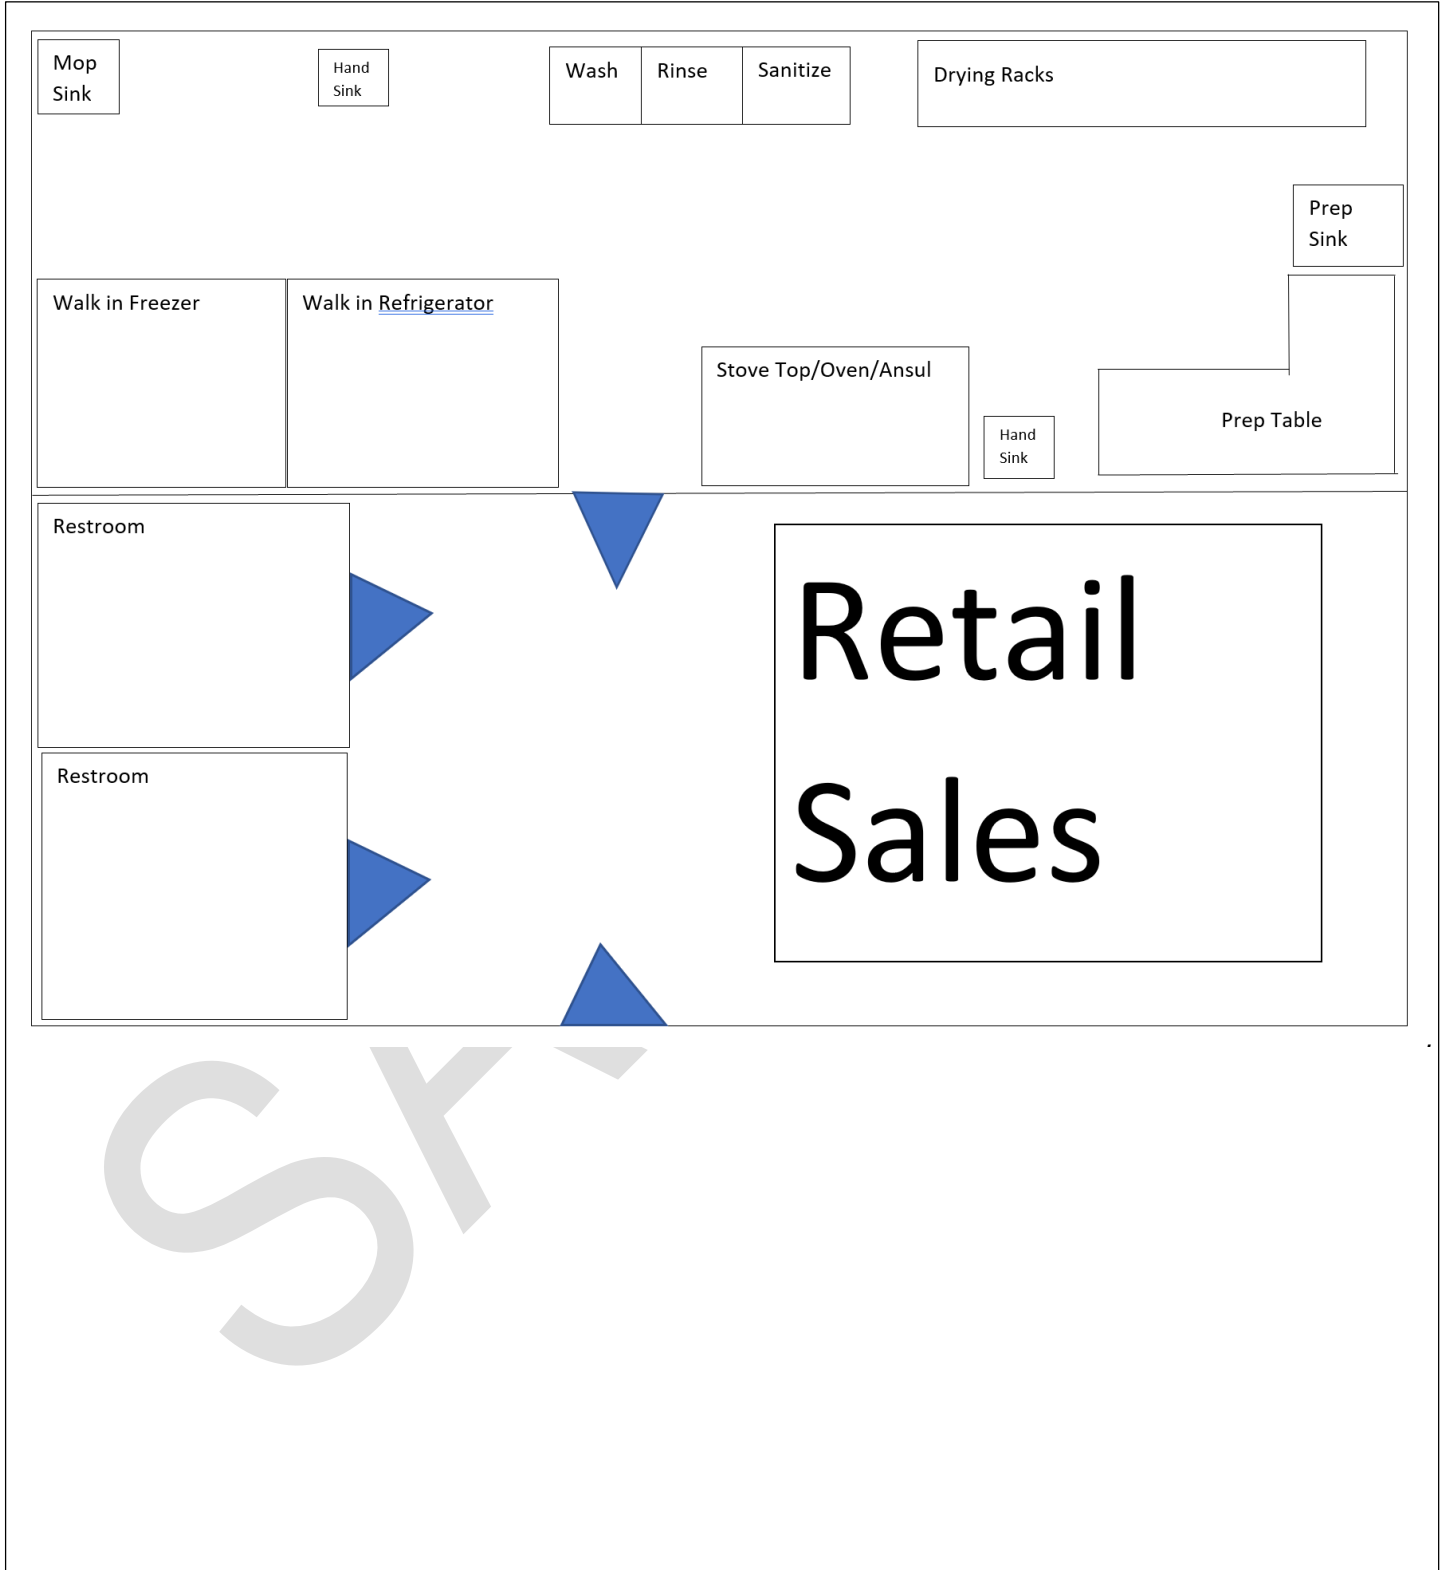 Mop
Sink
Hand
Sink
Wash
Rinse
Sanitize
Drying Racks
Prep
Sink
Walk in Freezer
Walk in Refrigerator
Stove Top/Oven/Ansul
Hand
Sink
Prep Table
Restroom
Retail
Sales
Restroom